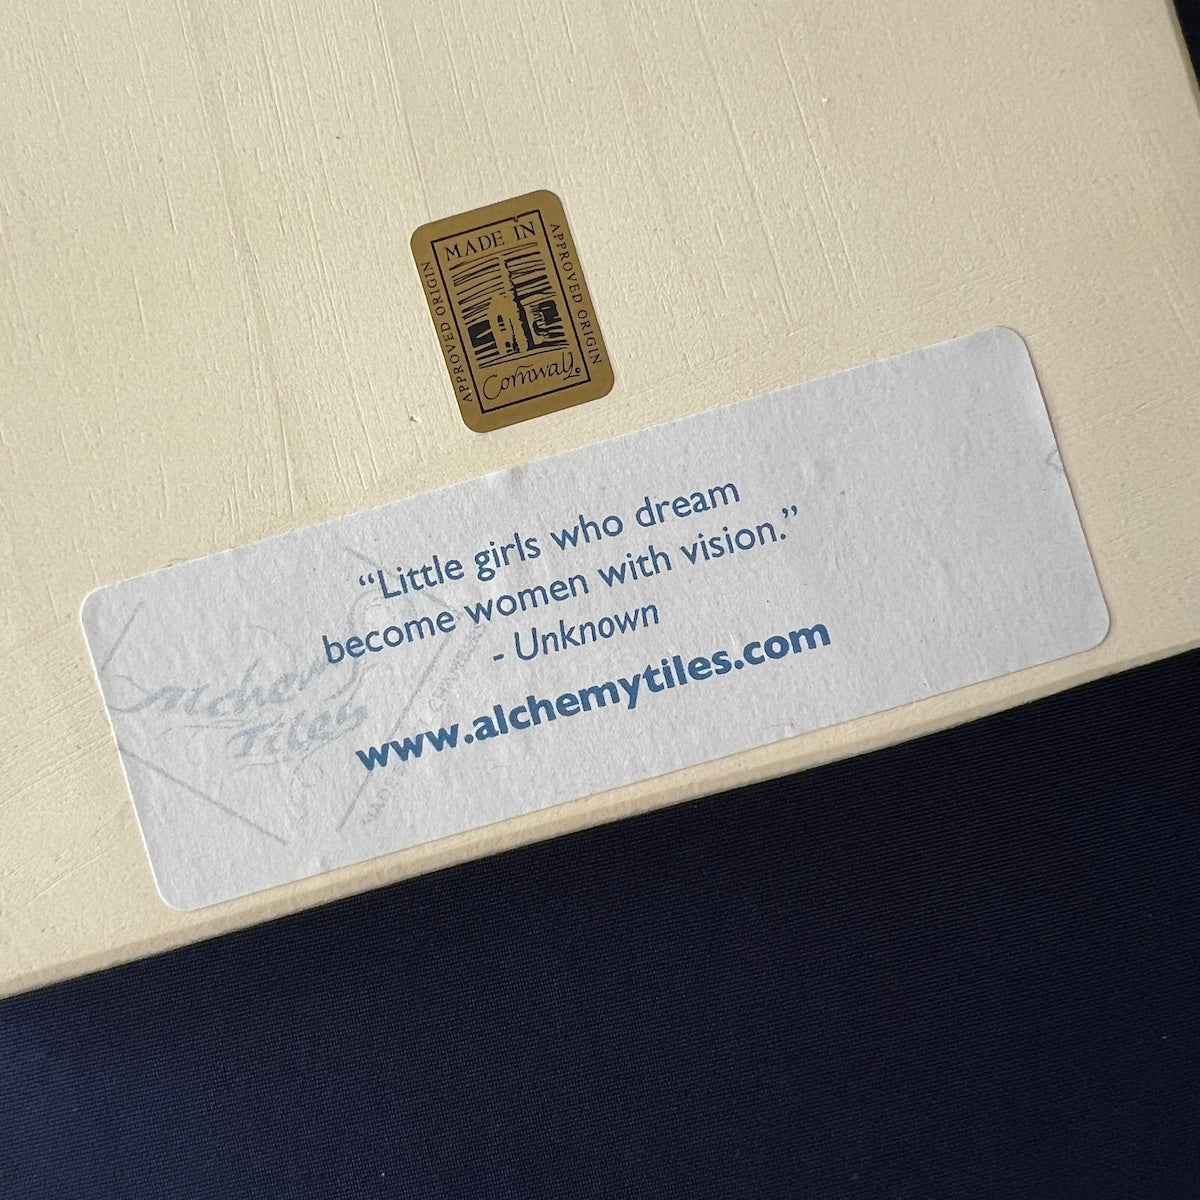 MADE IN
APPROVED ORIGIN
APPROVED ORIGIN
Cornwall
“Little girls who dream
become women with vision.”
- Unknown
www.alchemytiles.com
Alchemy
Tiles